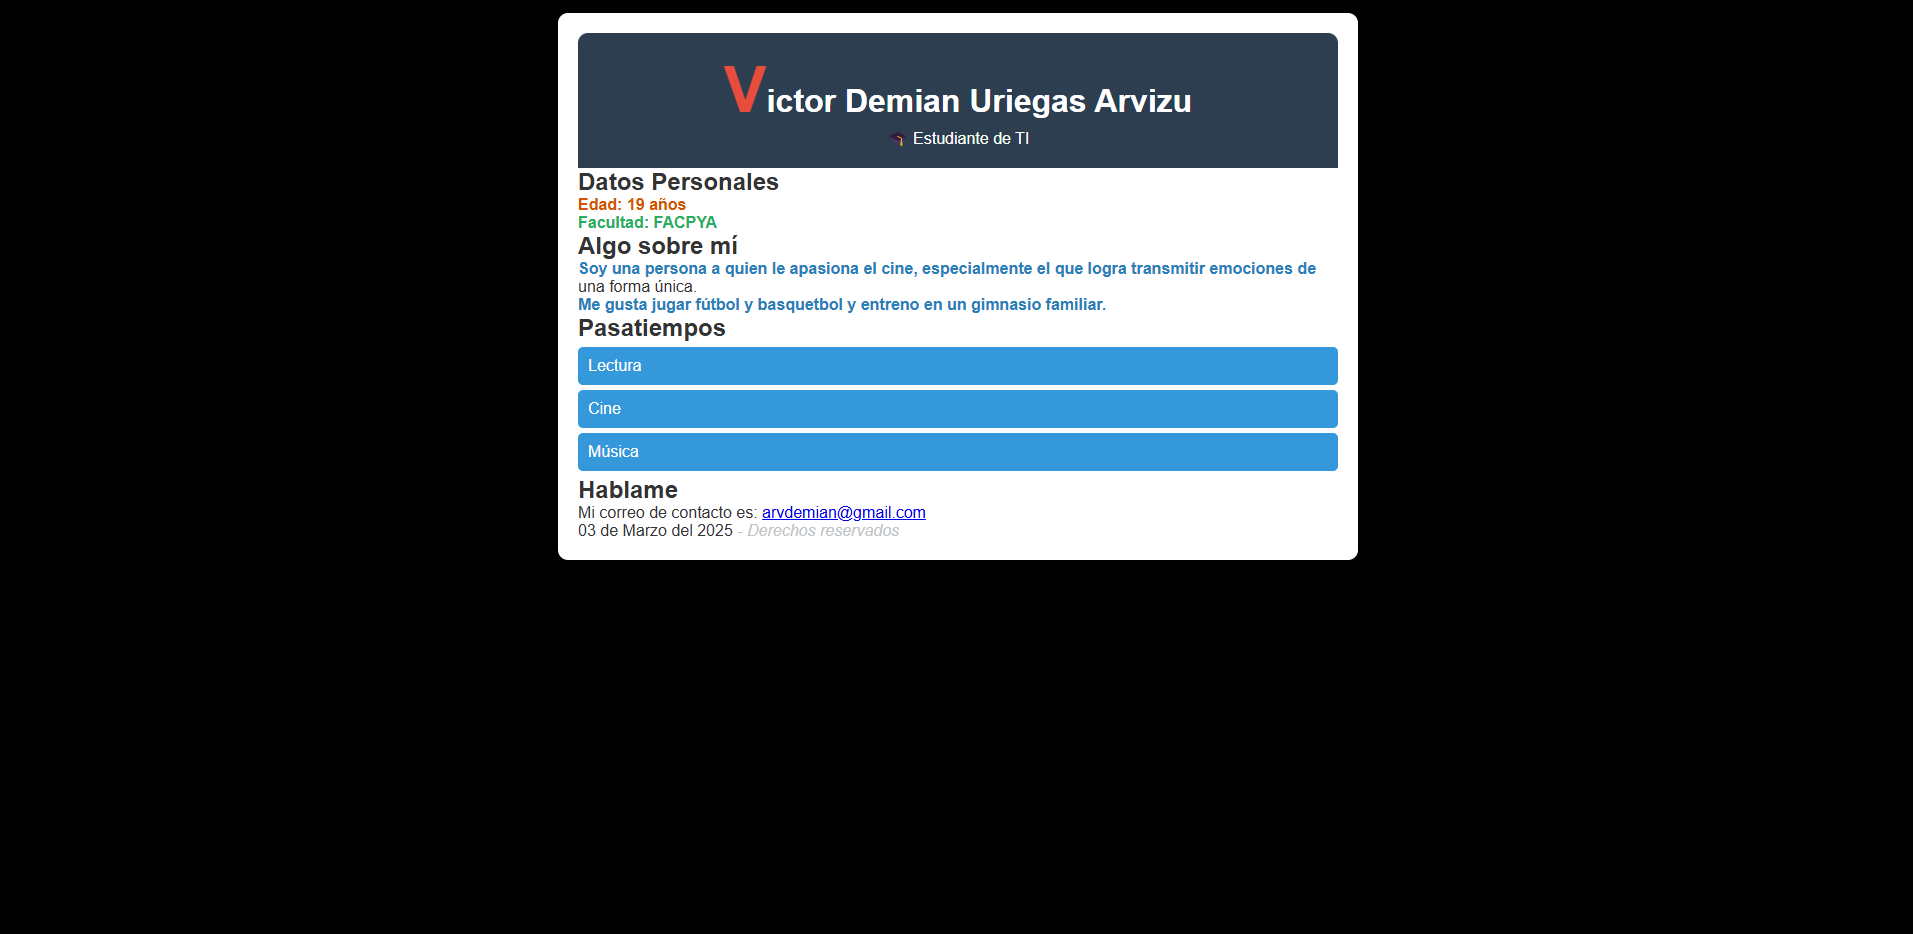 Victor Demian Uriegas Arvizu
🎓 Estudiante de TI
Datos Personales
Edad: 19 años
Facultad: FACPYA
Algo sobre mí
Soy una persona a quien le apasiona el cine, especialmente el que logra transmitir emociones de
una forma única.
Me gusta jugar fútbol y basquetbol y entreno en un gimnasio familiar.
Pasatiempos
Lectura
Cine
Música
Hablame
Mi correo de contacto es: arvdemian@gmail.com
03 de Marzo del 2025 - Derechos reservados